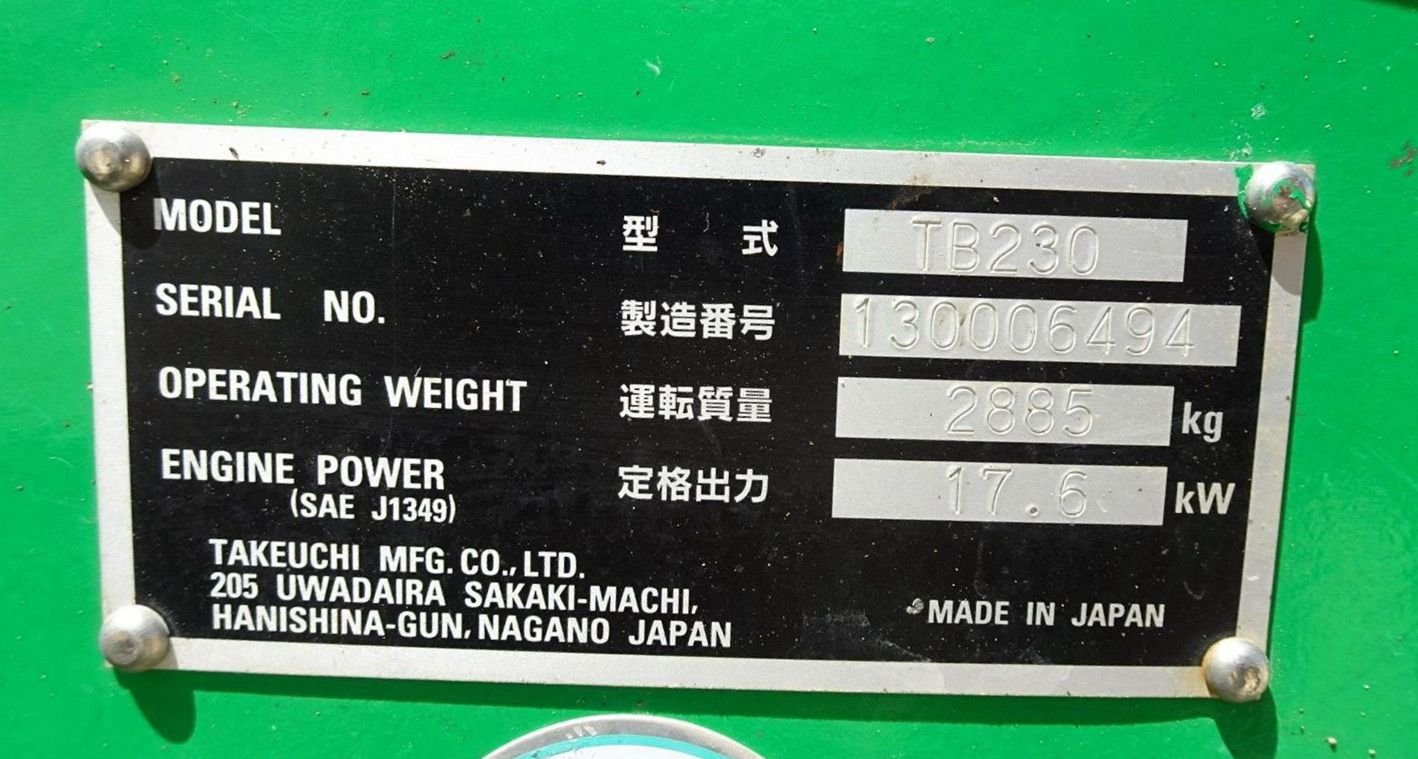 MODEL 型 式 TB230
SERIAL NO. 製造番号 130006494
OPERATING WEIGHT 運転質量 2885 kg
ENGINE POWER 定格出力 17.6 kW
(SAE J1349)
TAKEUCHI MFG. CO., LTD.
205 UWADAIRA SAKAKI-MACHI,
HANISHINA-GUN, NAGANO JAPAN
MADE IN JAPAN